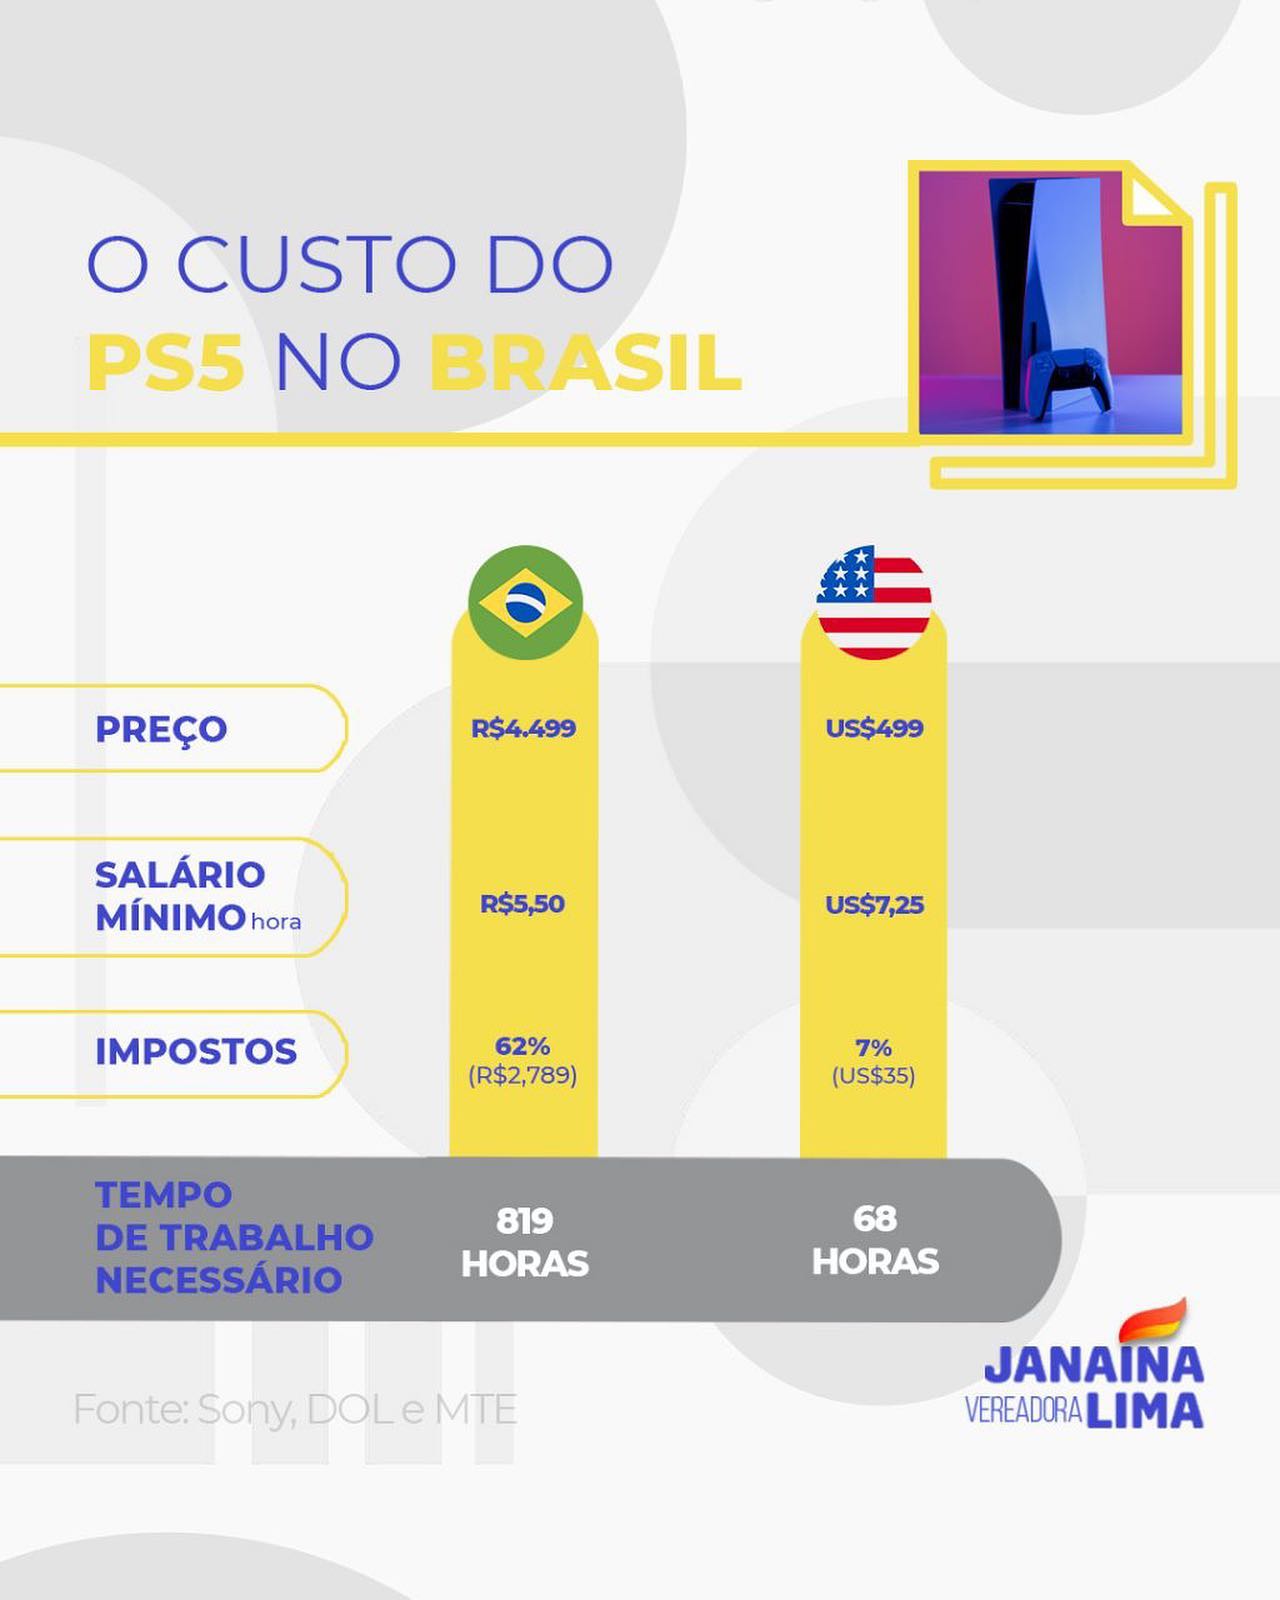 O CUSTO DO
PS5 NO BRASIL
PREÇO
R$4.499
US$499
SALÁRIO
MÍNIMO hora
R$5,50
US$7,25
IMPOSTOS
62%
(R$2,789)
7%
(US$35)
TEMPO
DE TRABALHO
NECESSÁRIO
819
HORAS
68
HORAS
Fonte: Sony, DOL e MTE
JANAÍNA
VEREADORA LIMA